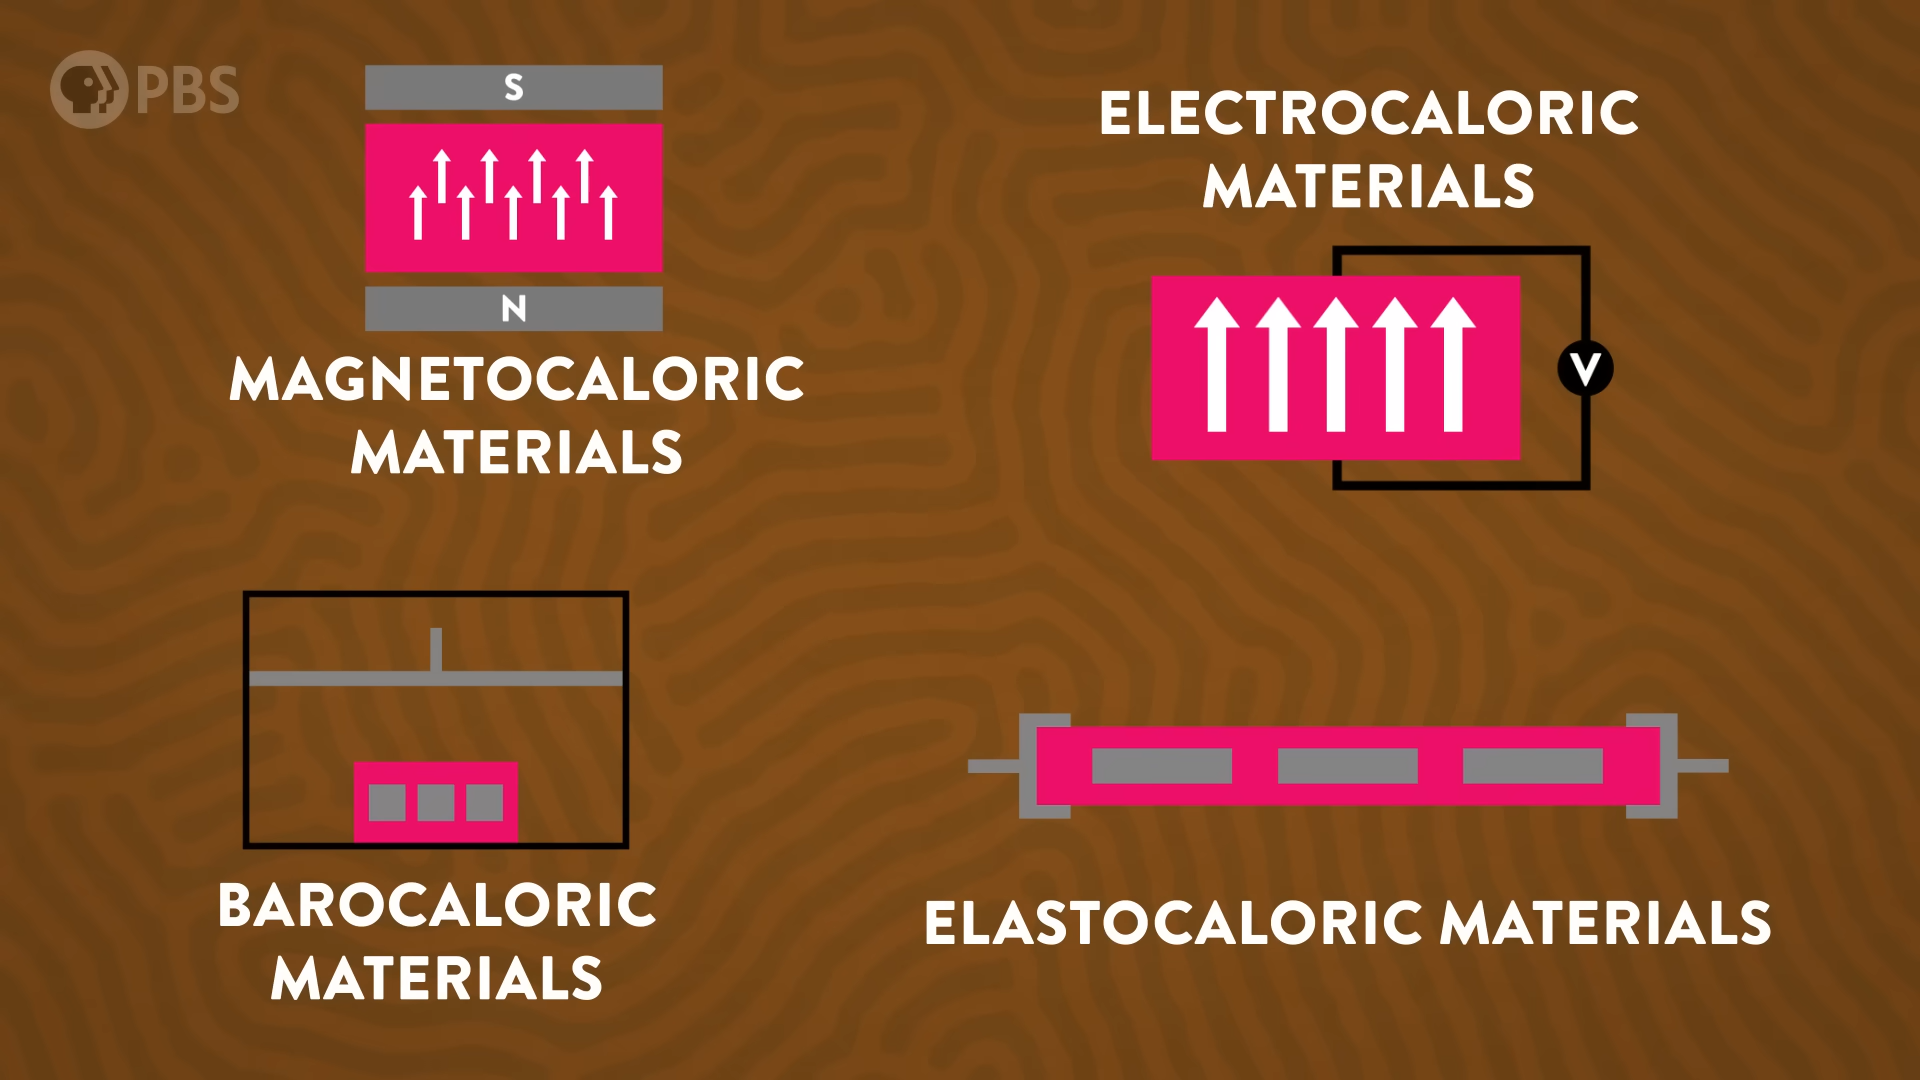 PBS
S
N
MAGNETOCALORIC
MATERIALS
ELECTROCALORIC
MATERIALS
V
BAROCALORIC
MATERIALS
ELASTOCALORIC MATERIALS